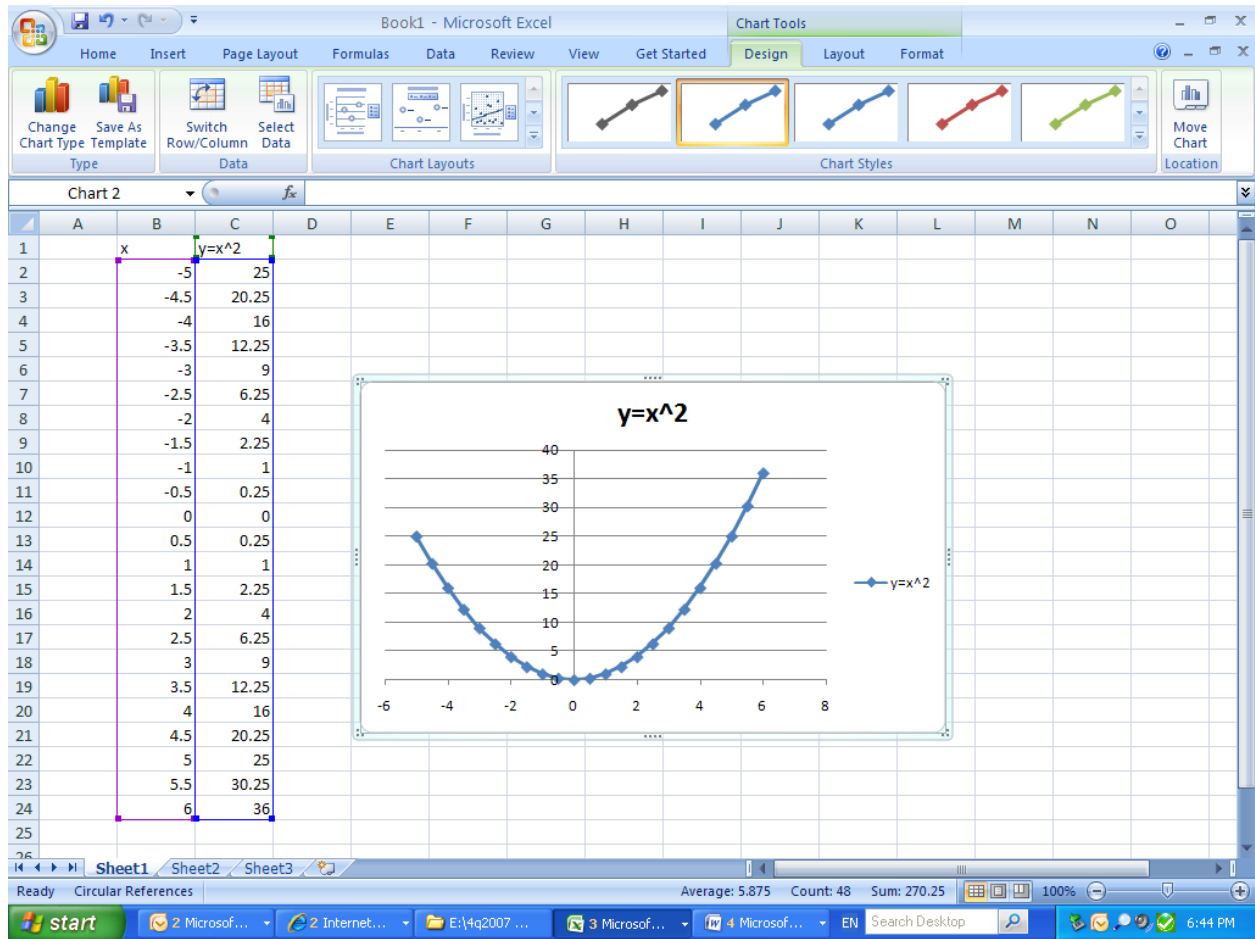 Book1 - Microsoft Excel Chart Tools
Home Insert Page Layout Formulas Data Review View Get Started Design Layout Format
Change Chart Type Save As Template Switch Row/Column Select Data Move Chart
Type Data Chart Layouts Chart Styles Location
Chart 2 fx
A B C D E F G H I J K L M N O
1 x y=x^2
2 -5 25
3 -4.5 20.25
4 -4 16
5 -3.5 12.25
6 -3 9
7 -2.5 6.25
8 -2 4
9 -1.5 2.25
10 -1 1
11 -0.5 0.25
12 0 0
13 0.5 0.25
14 1 1
15 1.5 2.25
16 2 4
17 2.5 6.25
18 3 9
19 3.5 12.25
20 4 16
21 4.5 20.25
22 5 25
23 5.5 30.25
24 6 36
25
26
y=x^2
40
35
30
25
20
15
10
5
0
-6 -4 -2 0 2 4 6 8
y=x^2
Sheet1 Sheet2 Sheet3
Ready Circular References Average: 5.875 Count: 48 Sum: 270.25 100%
start 2 Microsof... 2 Internet... E:\4q2007 ... 3 Microsof... 4 Microsof... EN Search Desktop 6:44 PM